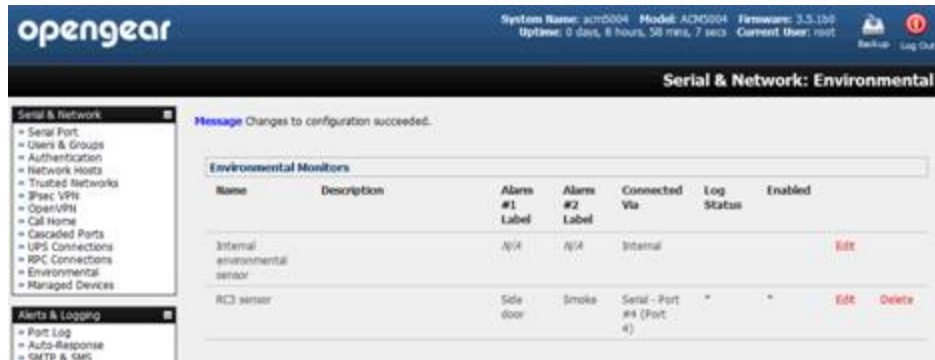 opengear
System Name: acm5004 Model: ACM5004 Firmware: 3.5.1b0
Uptime: 0 days, 8 hours, 58 mins, 7 secs Current User: root
Backup
Log Out
Serial & Network: Environmental
Serial & Network
Serial Port
Users & Groups
Authentication
Network Hosts
Trusted Networks
IPsec VPN
OpenVPN
Call Home
Cascaded Ports
UPS Connections
RPC Connections
Environmental
Managed Devices
Alerts & Logging
Port Log
Auto-Response
SMTP & SMS
Message Changes to configuration succeeded.
Environmental Monitors
Name Description Alarm #1 Label Alarm #2 Label Connected Via Log Status Enabled
Internal environmental sensor N/A N/A Internal Edit
RC3 sensor Side door Smoke Serial - Port #4 (Port 4) * * Edit Delete